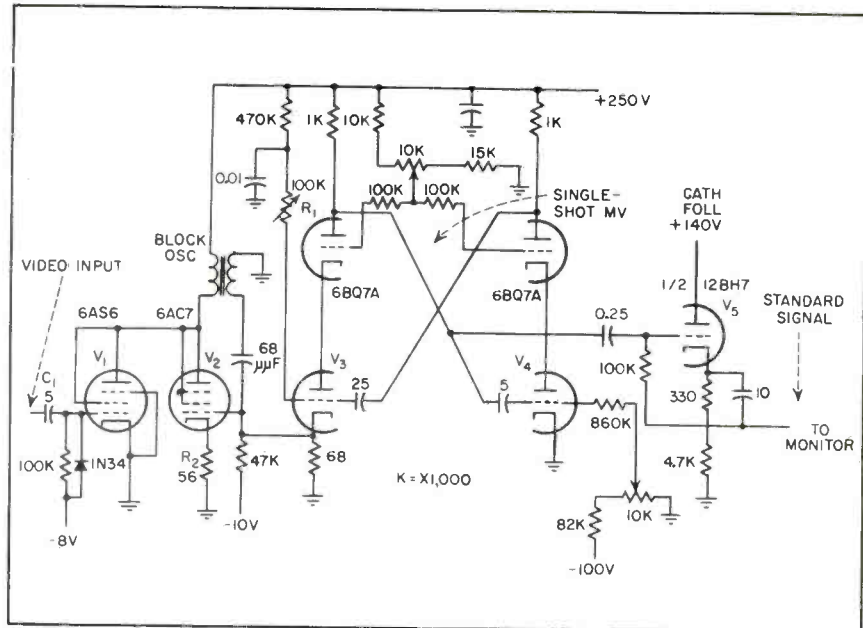 +250V
470K
1K
10K
1K
10K
15K
0.01
100K
R1
100K
100K
SINGLE-
SHOT MV
CATH
FOLL
+140V
BLOCK
OSC
VIDEO INPUT
6BQ7A
6BQ7A
1/2
12BH7
V5
STANDARD
SIGNAL
6AS6
6AC7
0.25
V1
V2
68
μμF
V3
V4
100K
C1
5
25
5
330
10
860K
TO
MONITOR
100K
1N34
R2
56
47K
68
K = X1,000
4.7K
-8V
-10V
82K
10K
-100V